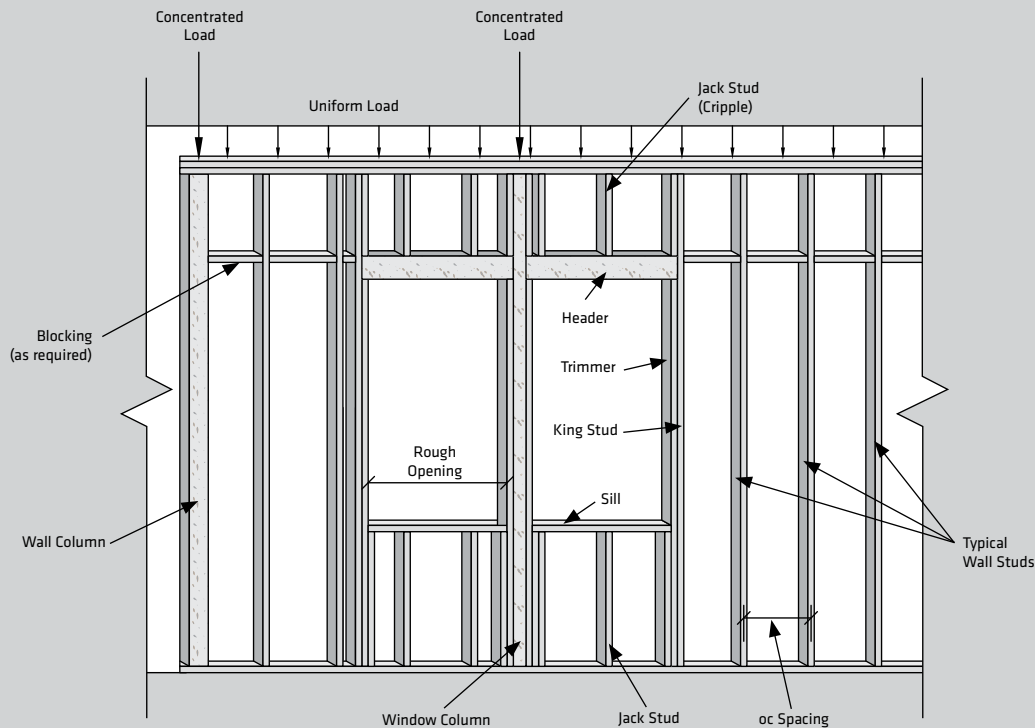 Concentrated
Load
Concentrated
Load
Uniform Load
Jack Stud
(Cripple)
Blocking
(as required)
Header
Trimmer
King Stud
Rough
Opening
Sill
Wall Column
Typical
Wall Studs
Window Column
Jack Stud
oc Spacing